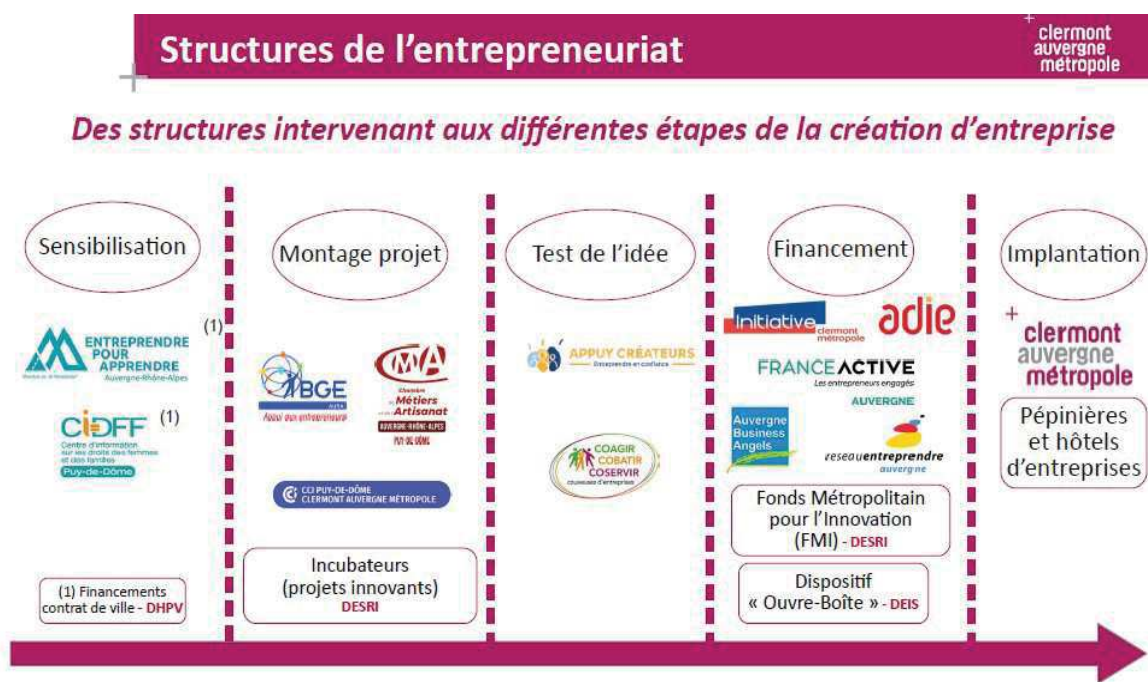 Structures de l’entrepreneuriat
clermont
auvergne
métropole
Des structures intervenant aux différentes étapes de la création d’entreprise
Sensibilisation
(1)
ENTREPRENDRE
POUR
APPRENDRE
Auvergne-Rhône-Alpes
CiDFF
(1)
Centre d'information
sur les droits des femmes
et des familles
Puy-de-Dôme
(1) Financements
contrat de ville - DHPV
Montage projet
BGE
Appui aux entrepreneurs
CMA
Chambre
de Métiers
et de l'
Artisanat
AUVERGNE-RHÔNE-ALPES
PUY-DE-DÔME
CCI PUY-DE-DÔME
CLERMONT AUVERGNE MÉTROPOLE
Incubateurs
(projets innovants)
DESRI
Test de l’idée
APPUY CRÉATEURS
Entreprendre en confiance
COAGIR
COBATIR
COSERVIR
couveuses d'entreprises
Financement
Initiative
clermont
métropole
adie
FRANCE ACTIVE
Les entrepreneurs engagés
AUVERGNE
Auvergne
Business
Angels
reseauentreprendre
auvergne
Fonds Métropolitain
pour l’Innovation
(FMI) - DESRI
Dispositif
« Ouvre-Boîte » - DEIS
Implantation
clermont
auvergne
métropole
Pépinières
et hôtels
d’entreprises